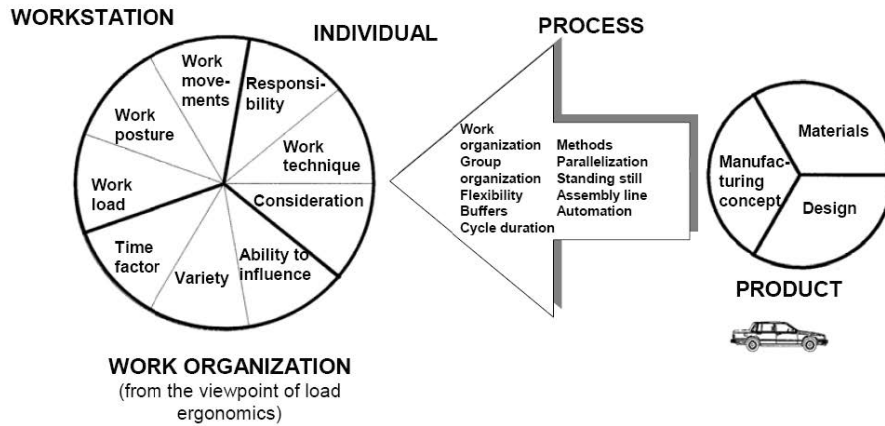 WORKSTATION
INDIVIDUAL
PROCESS
Work
move-
ments
Responsi-
bility
Work
posture
Work
technique
Work
load
Consideration
Time
factor
Variety
Ability to
influence
WORK ORGANIZATION
(from the viewpoint of load
ergonomics)
Work
organization
Group
organization
Flexibility
Buffers
Cycle duration
Methods
Parallelization
Standing still
Assembly line
Automation
Materials
Manufac-
turing
concept
Design
PRODUCT